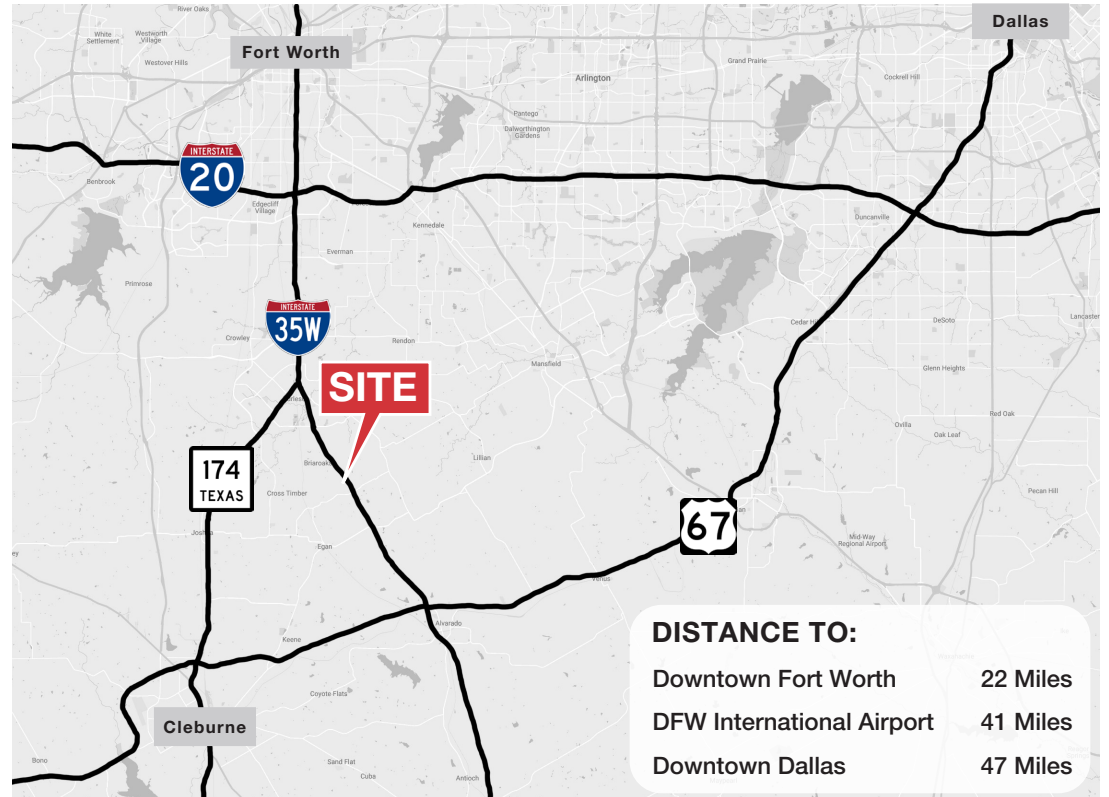 River Oaks
White
Settlement
Westworth
Village
Westover Hills
Fort Worth
Dallas
Grand Prairie
Arlington
Cockrell Hill
Pantego
Dalworthington
Gardens
INTERSTATE
20
Benbrook
Edgecliff
Village
Kennedale
Duncanville
Everman
Primrose
INTERSTATE
35W
Crowley
Rendon
Cedar Hill
DeSoto
Lancaster
Mansfield
Glenn Heights
SITE
Red Oak
Ovilla
Oak Leaf
174
TEXAS
Briaroaks
Lillian
Cross Timber
Pecan Hill
67
Joshua
Egan
Mid-Way
Regional Airport
Venus
Alvarado
Keene
Coyote Flats
Cleburne
Bono
Sand Flat
Cuba
Antioch
DISTANCE TO:
Downtown Fort Worth 22 Miles
DFW International Airport 41 Miles
Downtown Dallas 47 Miles